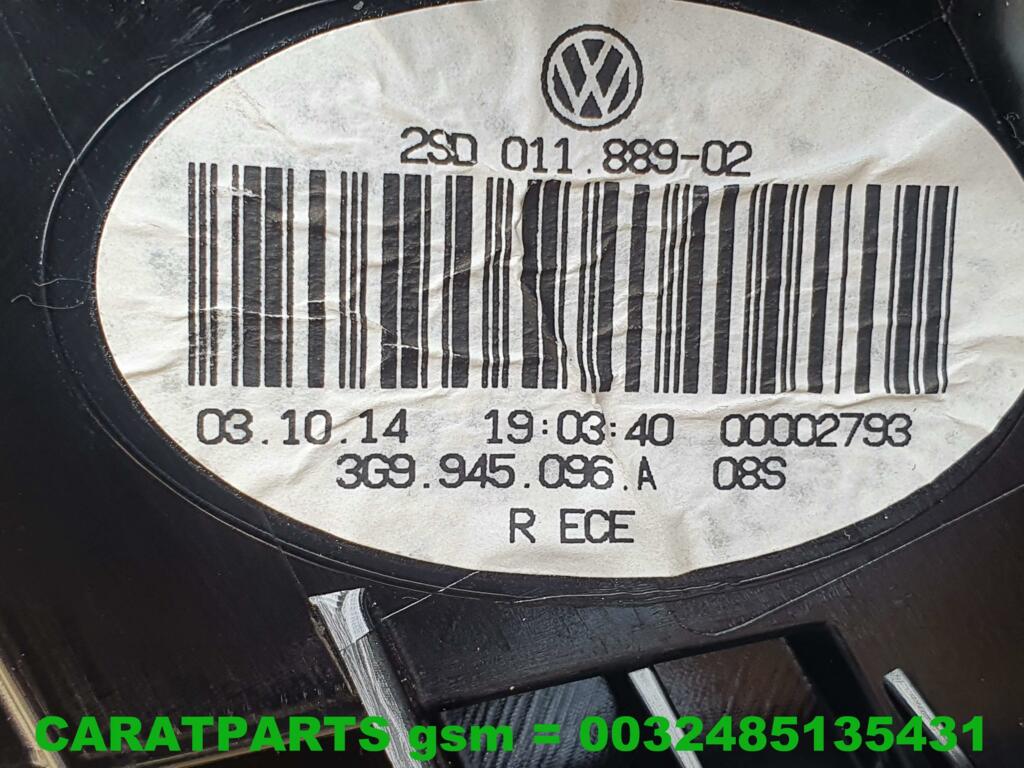 VW
2SD 011.889-02
03.10.14 19:03:40 00002793
3G9.945.096.A 08S
R ECE
CARATPARTS gsm = 0032485135431